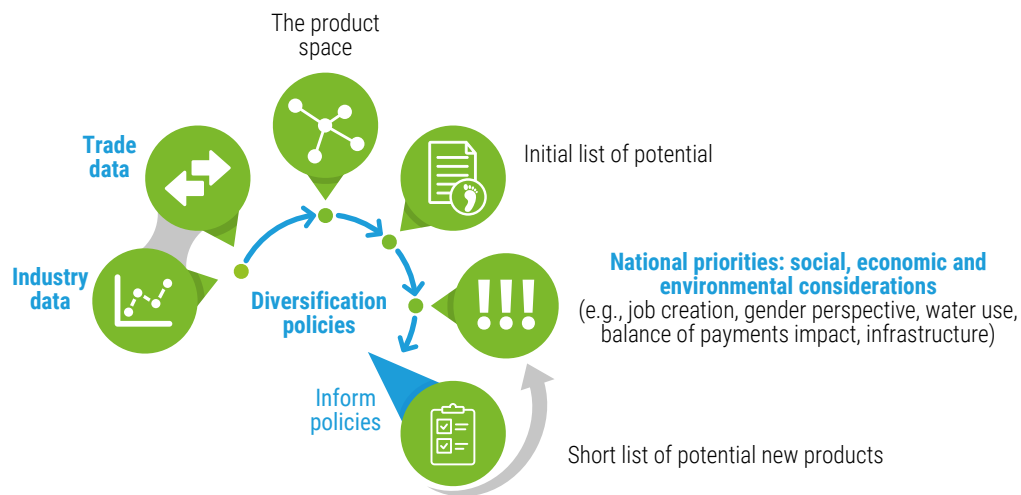 The product
space
Trade
data
Initial list of potential
Industry
data
Diversification
policies
National priorities: social, economic and
environmental considerations
(e.g., job creation, gender perspective, water use,
balance of payments impact, infrastructure)
Inform
policies
Short list of potential new products